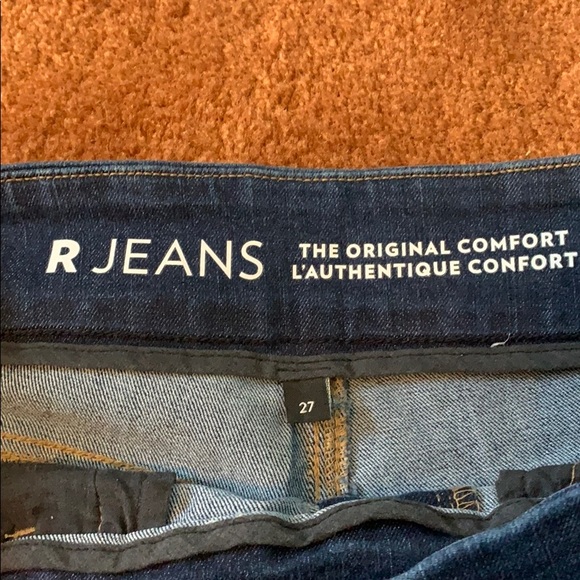 R JEANS
THE ORIGINAL COMFORT
L'AUTHENTIQUE CONFORT
27